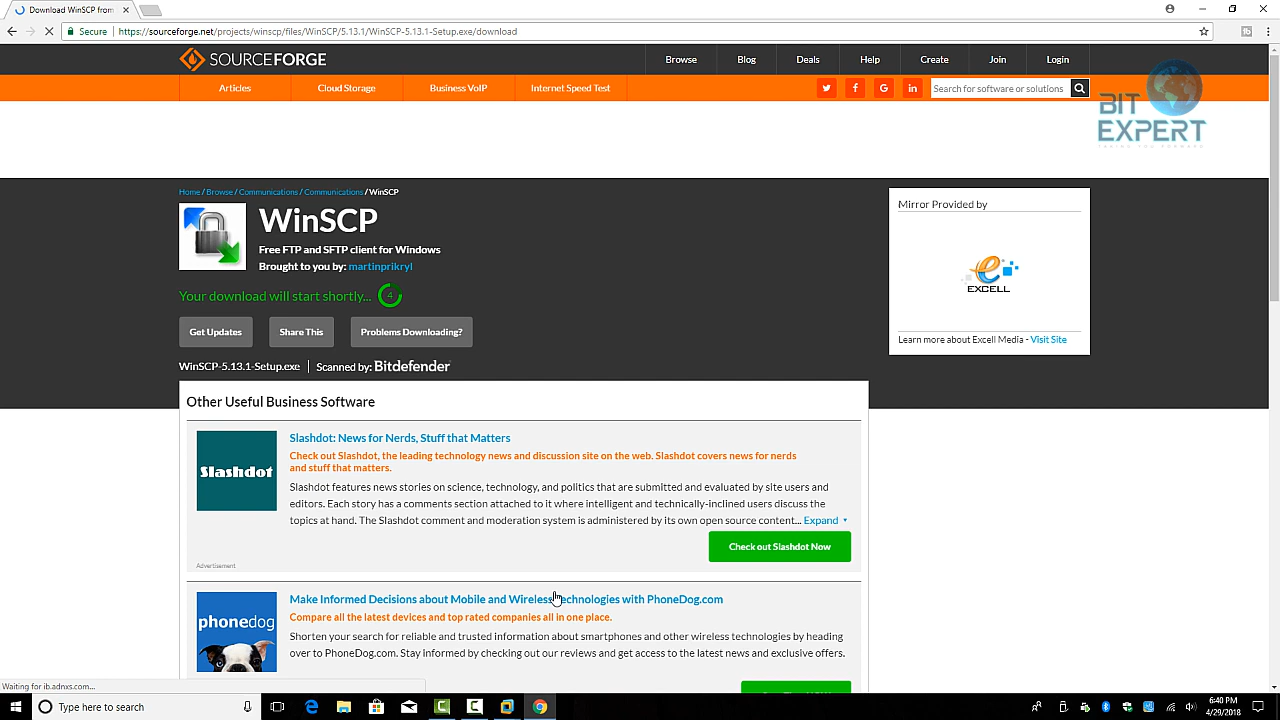 Download WinSCP from
Secure
https://sourceforge.net/projects/winscp/files/WinSCP/5.13.1/WinSCP-5.13.1-Setup.exe/download
SOURCEFORGE
Browse
Blog
Deals
Help
Create
Join
Login
Articles
Cloud Storage
Business VoIP
Internet Speed Test
Search for software or solutions
BIT
EXPERT
Home / Browse / Communications / Communications / WinSCP
WinSCP
Free FTP and SFTP client for Windows
Brought to you by: martinprikryl
Your download will start shortly... 4
Get Updates
Share This
Problems Downloading?
WinSCP-5.13.1-Setup.exe | Scanned by: Bitdefender
Mirror Provided by
EXCELL
Learn more about Excell Media - Visit Site
Other Useful Business Software
Slashdot
Slashdot: News for Nerds, Stuff that Matters
Check out Slashdot, the leading technology news and discussion site on the web. Slashdot covers news for nerds
and stuff that matters.
Slashdot features news stories on science, technology, and politics that are submitted and evaluated by site users and
editors. Each story has a comments section attached to it where intelligent and technically-inclined users discuss the
topics at hand. The Slashdot comment and moderation system is administered by its own open source content... Expand
Check out Slashdot Now
Advertisement
phonedog
Make Informed Decisions about Mobile and Wireless Technologies with PhoneDog.com
Compare all the latest devices and top rated companies all in one place.
Shorten your search for reliable and trusted information about smartphones and other wireless technologies by heading
over to PhoneDog.com. Stay Informed by checking out our reviews and get access to the latest news and exclusive offers.
Waiting for ib.adnxs.com...
Type here to search
6:40 PM
4/29/2018